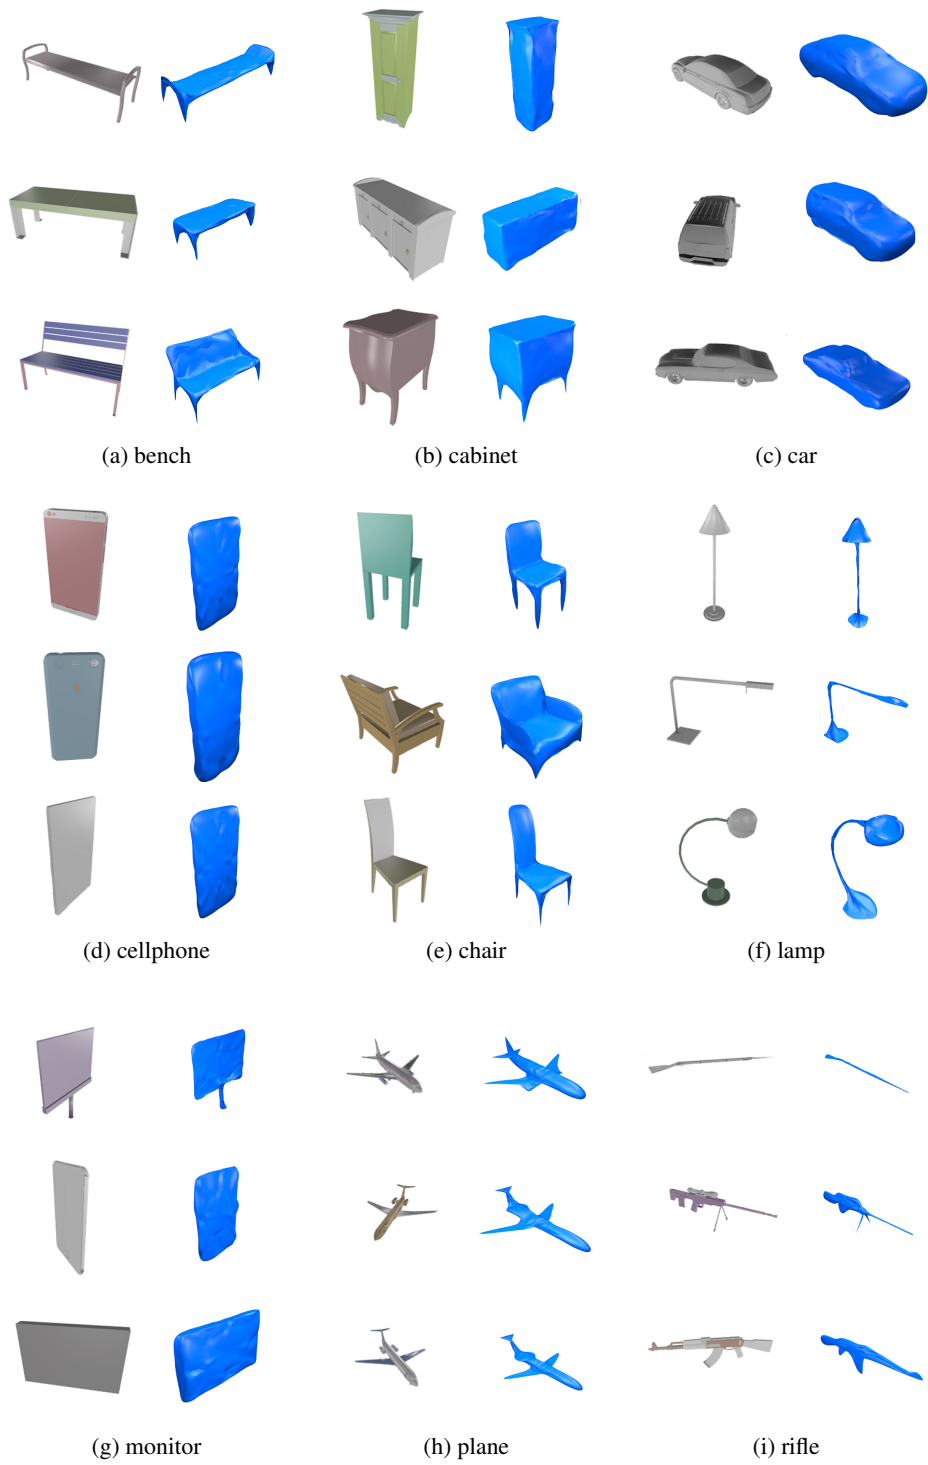 (a) bench
(b) cabinet
(c) car
(d) cellphone
(e) chair
(f) lamp
(g) monitor
(h) plane
(i) rifle